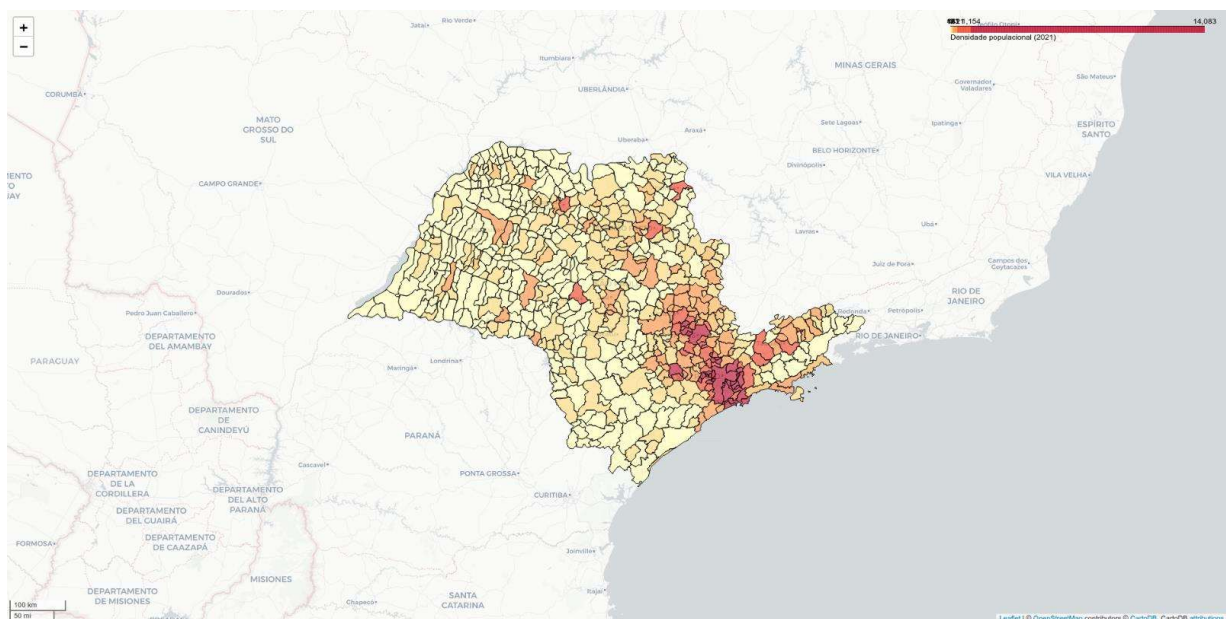 +
−
14,083
Densidade populacional (2021)
Jataí
Rio Verde
Teófilo Otoni
Itumbiara
MINAS GERAIS
CORUMBÁ
UBERLÂNDIA
Governador
Valadares
São Mateus
MATO
GROSSO DO
SUL
Araxá
Sete Lagoas
Ipatinga
ESPÍRITO
SANTO
Uberaba
BELO HORIZONTE
Divinópolis
VILA VELHA
CAMPO GRANDE
Lavras
Ubá
Juiz de Fora
Campos dos
Goytacazes
Dourados
RIO DE
JANEIRO
Pedro Juan Caballero
Redonda
Petrópolis
DEPARTAMENTO
DEL AMAMBAY
RIO DE JANEIRO
PARAGUAY
Londrina
Maringá
DEPARTAMENTO
DE
CANINDEYÚ
PARANÁ
Cascavel
DEPARTAMENTO
DE LA
CORDILLERA
PONTA GROSSA
DEPARTAMENTO
DEL ALTO
PARANÁ
CURITIBA
DEPARTAMENTO
DEL GUAIRÁ
DEPARTAMENTO
DE CAAZAPÁ
FORMOSA
Joinville
MISIONES
DEPARTAMENTO
DE MISIONES
Itajaí
SANTA
CATARINA
Chapecó
100 km
50 mi
Leaflet | © OpenStreetMap contributors © CartoDB, CartoDB attributions